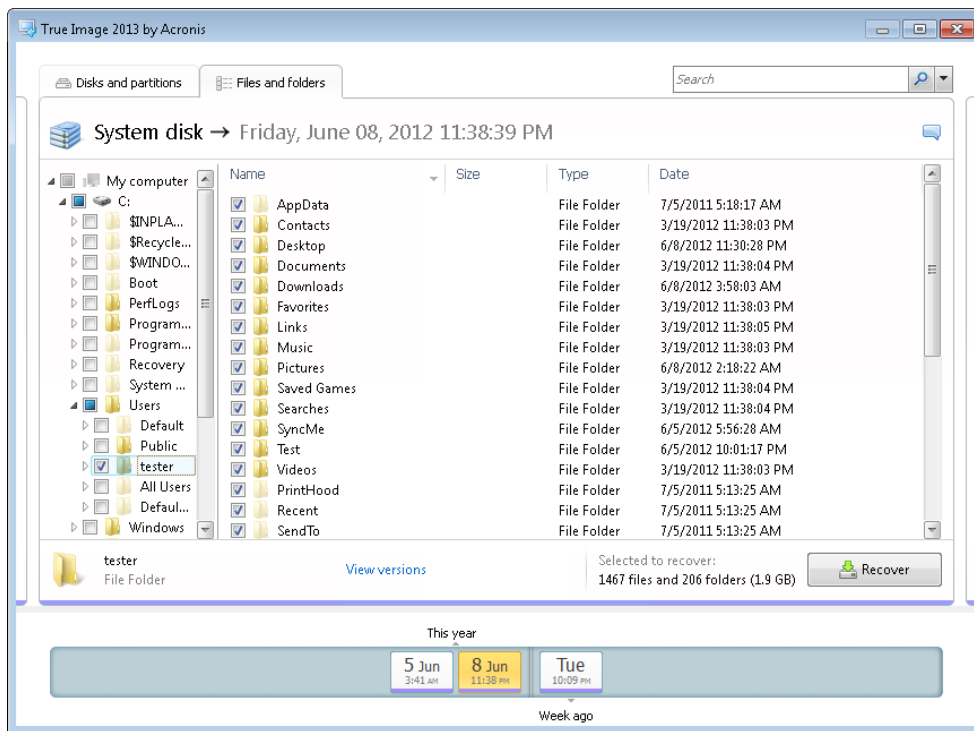 True Image 2013 by Acronis
Disks and partitions
Files and folders
Search
System disk → Friday, June 08, 2012 11:38:39 PM
My computer
C:
$INPLA...
$Recycle...
$WINDO...
Boot
PerfLogs
Program...
Program...
Recovery
System ...
Users
Default
Public
tester
All Users
Defaul...
Windows
Name Size Type Date
AppData File Folder 7/5/2011 5:18:17 AM
Contacts File Folder 3/19/2012 11:38:03 PM
Desktop File Folder 6/8/2012 11:30:28 PM
Documents File Folder 3/19/2012 11:38:04 PM
Downloads File Folder 6/8/2012 3:58:03 AM
Favorites File Folder 3/19/2012 11:38:03 PM
Links File Folder 3/19/2012 11:38:05 PM
Music File Folder 3/19/2012 11:38:03 PM
Pictures File Folder 6/8/2012 2:18:22 AM
Saved Games File Folder 3/19/2012 11:38:04 PM
Searches File Folder 3/19/2012 11:38:04 PM
SyncMe File Folder 6/5/2012 5:56:28 AM
Test File Folder 6/5/2012 10:01:17 PM
Videos File Folder 3/19/2012 11:38:03 PM
PrintHood File Folder 7/5/2011 5:13:25 AM
Recent File Folder 7/5/2011 5:13:25 AM
SendTo File Folder 7/5/2011 5:13:25 AM
tester
File Folder
View versions
Selected to recover:
1467 files and 206 folders (1.9 GB)
Recover
This year
5 Jun
3:41 AM
8 Jun
11:38 PM
Tue
10:09 PM
Week ago